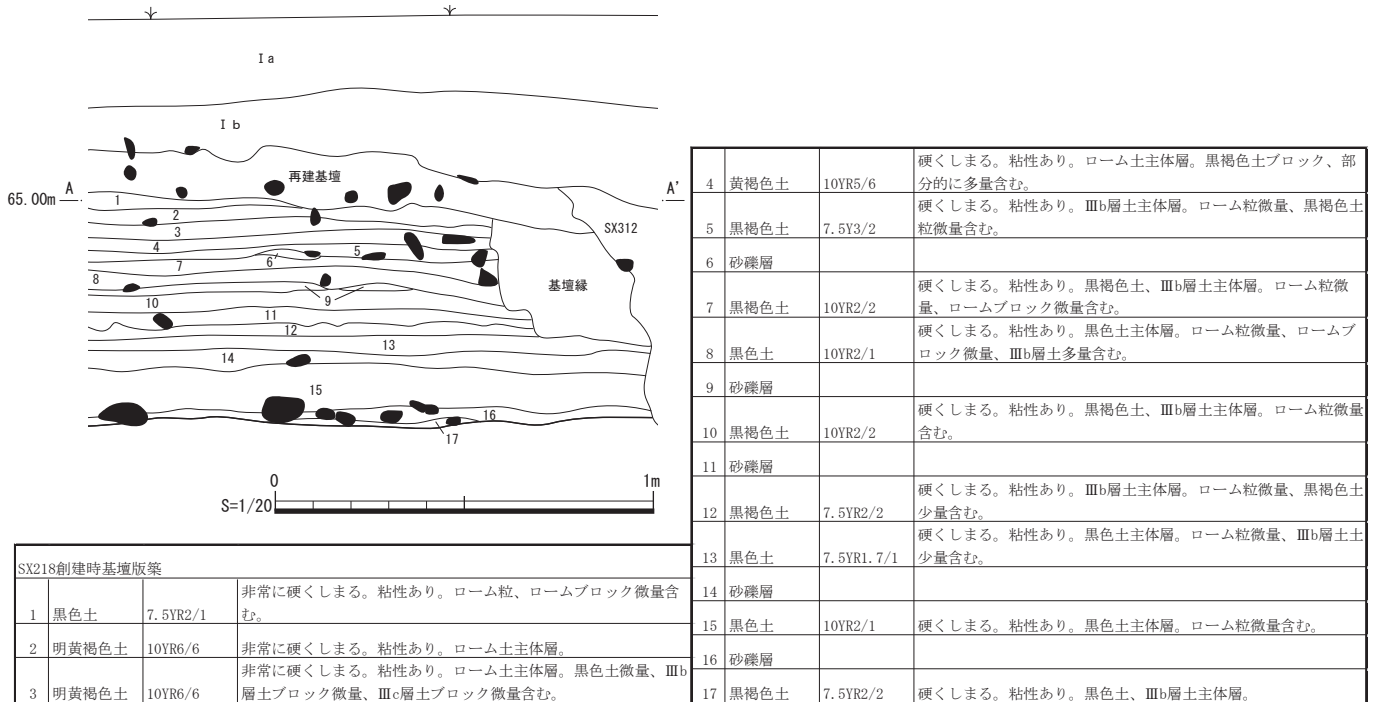 Ⅰa
Ⅰb
再建基壇
65.00m A A'
1
2
3
SX312
4
5
6
7
8
基壇縁
9
10
11
12
13
14
15
16
17
0 1m
S=1/20
SX218創建時基壇版築
1 黒色土 7.5YR2/1 非常に硬くしまる。粘性あり。ローム粒、ロームブロック微量含
む。
2 明黄褐色土 10YR6/6 非常に硬くしまる。粘性あり。ローム土主体層。
3 明黄褐色土 10YR6/6 非常に硬くしまる。粘性あり。ローム土主体層。黒色土微量、Ⅲb
層土ブロック微量、Ⅲc層土ブロック微量含む。
4 黄褐色土 10YR5/6 硬くしまる。粘性あり。ローム土主体層。黒褐色土ブロック、部
分的に多量含む。
5 黒褐色土 7.5Y3/2 硬くしまる。粘性あり。Ⅲb層土主体層。ローム粒微量、黒褐色土
粒微量含む。
6 砂礫層
7 黒褐色土 10YR2/2 硬くしまる。粘性あり。黒褐色土、Ⅲb層土主体層。ローム粒微
量、ロームブロック微量含む。
8 黒色土 10YR2/1 硬くしまる。粘性あり。黒色土主体層。ローム粒微量、ロームブ
ロック微量、Ⅲb層土多量含む。
9 砂礫層
10 黒褐色土 10YR2/2 硬くしまる。粘性あり。黒褐色土、Ⅲb層土主体層。ローム粒微量
含む。
11 砂礫層
12 黒褐色土 7.5YR2/2 硬くしまる。粘性あり。Ⅲb層土主体層。ローム粒微量、黒褐色土
少量含む。
13 黒色土 7.5YR1.7/1 硬くしまる。粘性あり。黒色土主体層。ローム粒微量、Ⅲb層土土
少量含む。
14 砂礫層
15 黒色土 10YR2/1 硬くしまる。粘性あり。黒色土主体層。ローム粒微量含む。
16 砂礫層
17 黒褐色土 7.5YR2/2 硬くしまる。粘性あり。黒色土、Ⅲb層土主体層。